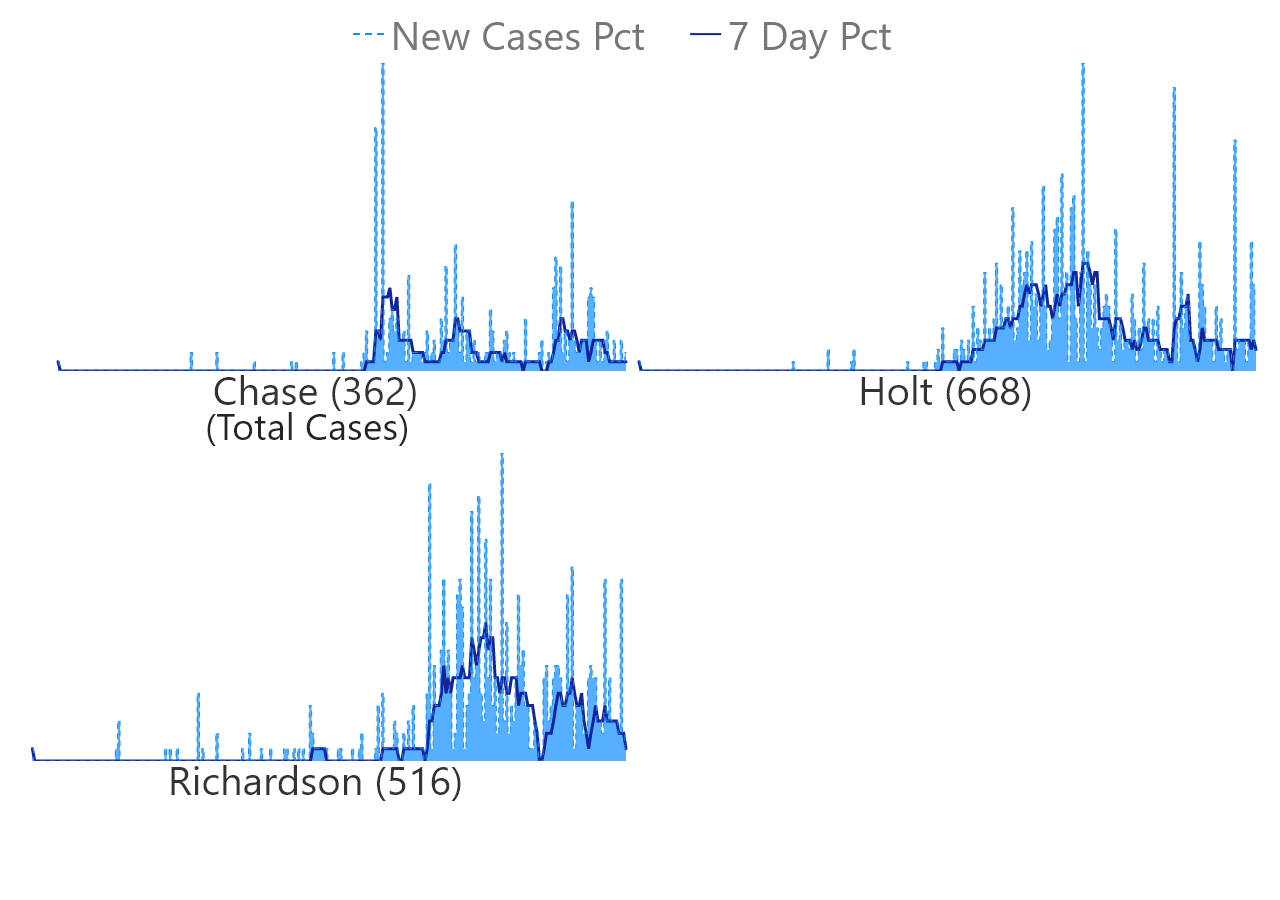 New Cases Pct 7 Day Pct
Chase (362)
(Total Cases)
Holt (668)
Richardson (516)